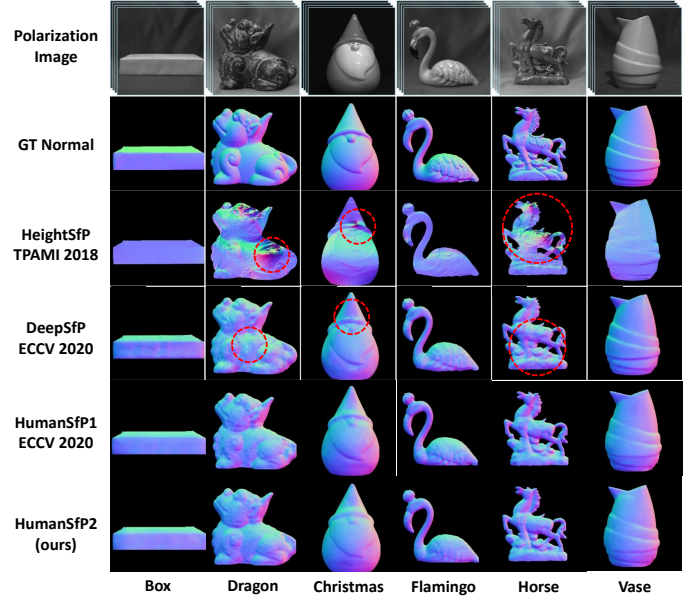 Polarization
Image
GT Normal
HeightSfP
TPAMI 2018
DeepSfP
ECCV 2020
HumanSfP1
ECCV 2020
HumanSfP2
(ours)
Box Dragon Christmas Flamingo Horse Vase